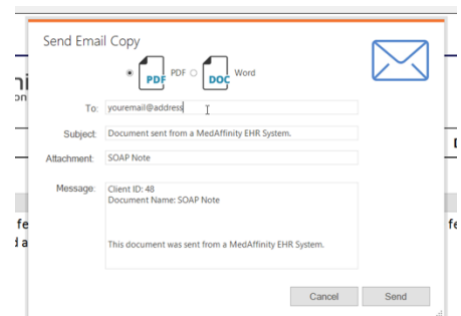 Send Email Copy
PDF PDF DOC Word
To: youremail@address
Subject: Document sent from a MedAffinity EHR System.
Attachment: SOAP Note
Message: Client ID: 48
Document Name: SOAP Note
This document was sent from a MedAffinity EHR System.
Cancel Send